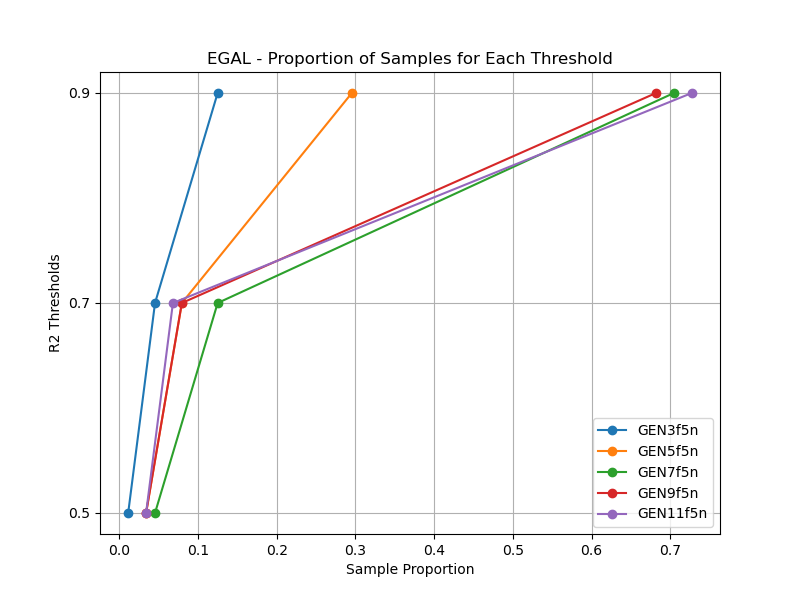 EGAL - Proportion of Samples for Each Threshold
R2 Thresholds
0.9
0.7
0.5
0.0 0.1 0.2 0.3 0.4 0.5 0.6 0.7
Sample Proportion
GEN3f5n
GEN5f5n
GEN7f5n
GEN9f5n
GEN11f5n